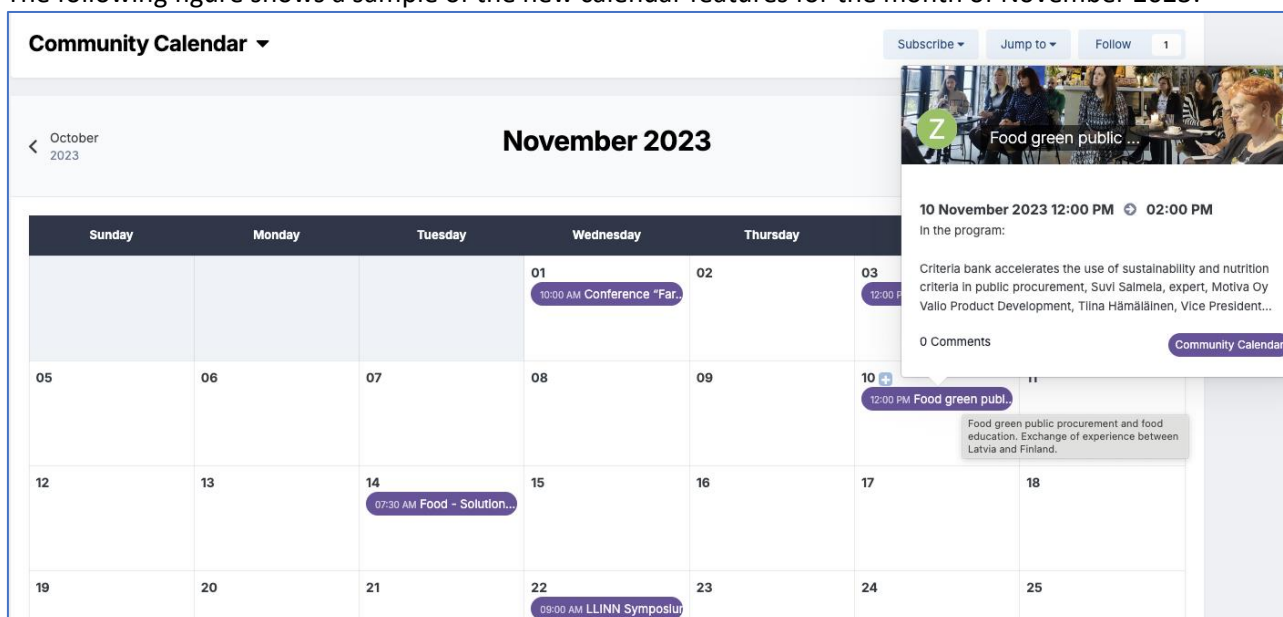 The following figure shows a sample of the new calendar features for the month of November 2023.
Community Calendar
Subscribe
Jump to
Follow 1
Z
Food green public ...
October
2023
November 2023
10 November 2023 12:00 PM 02:00 PM
In the program:
Criteria bank accelerates the use of sustainability and nutrition
criteria in public procurement, Suvi Salmela, expert, Motiva Oy
Valio Product Development, Tiina Hämäläinen, Vice President...
0 Comments
Community Calendar
Sunday Monday Tuesday Wednesday Thursday
01 02 03
10:00 AM Conference "Far..
12:00
05 06 07 08 09 10 11
12:00 PM Food green publ..
Food green public procurement and food
education. Exchange of experience between
Latvia and Finland.
12 13 14 15 16 17 18
07:30 AM Food - Solution...
19 20 21 22 23 24 25
09:00 AM LLINN Symposiur